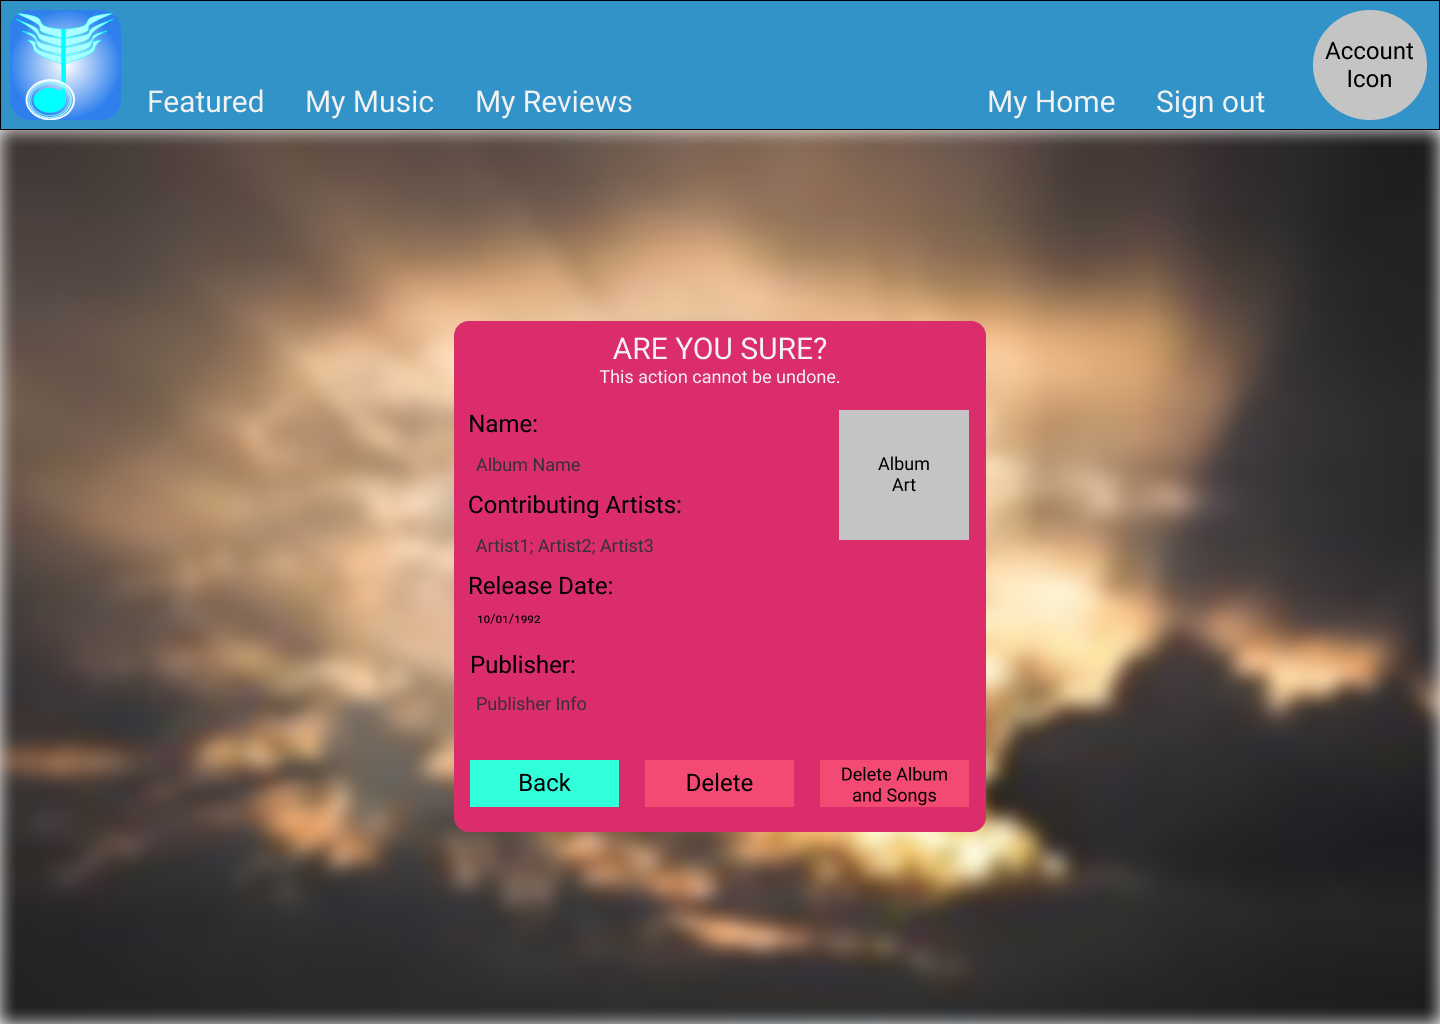 Featured
My Music
My Reviews
My Home
Sign out
Account
Icon
ARE YOU SURE?
This action cannot be undone.
Name:
Album Name
Album
Art
Contributing Artists:
Artist1; Artist2; Artist3
Release Date:
10/01/1992
Publisher:
Publisher Info
Back
Delete
Delete Album
and Songs